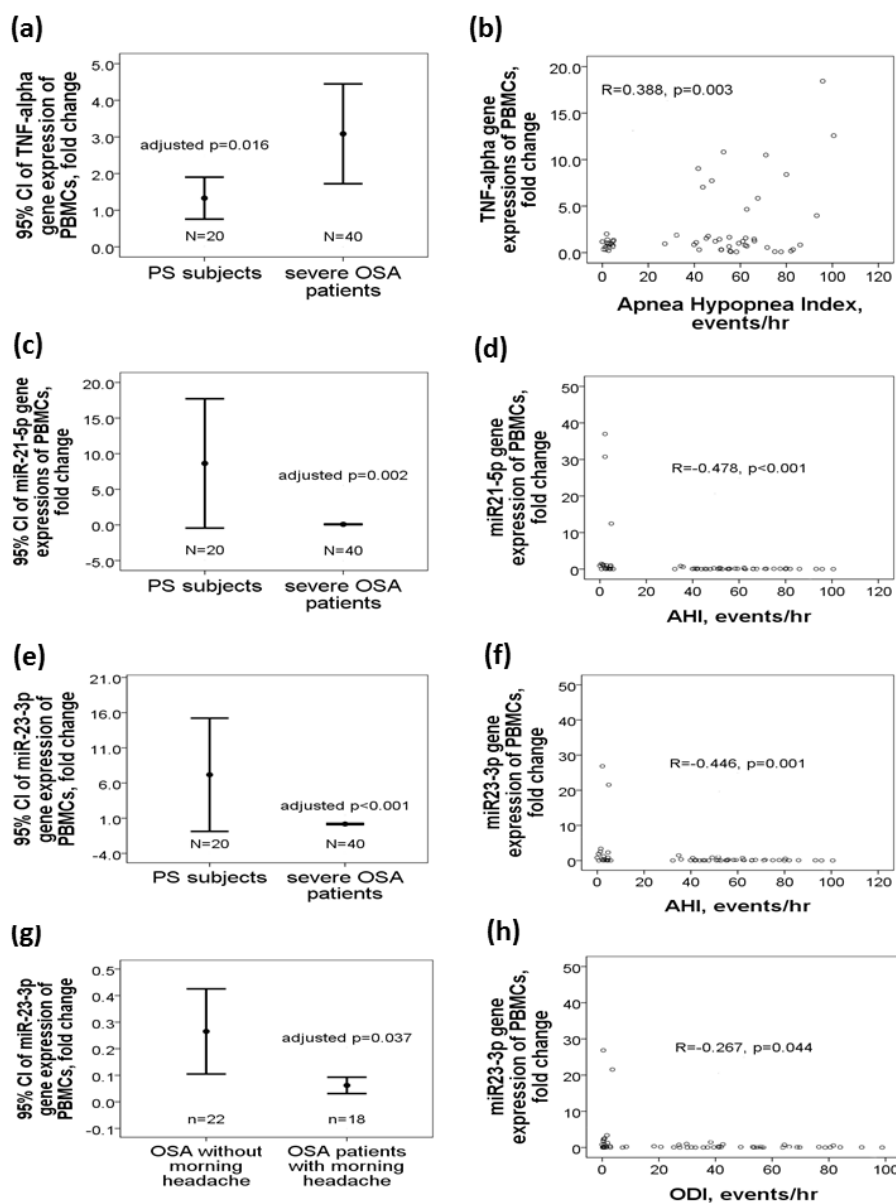 (a)
95% CI of TNF-alpha
gene expression of
PBMCs, fold change
5.0
4.0
3.0
2.0
1.0
0.0
adjusted p=0.016
N=20
N=40
PS subjects
severe OSA
patients
(b)
TNF-alpha gene
expressions of PBMCs,
fold change
20.0
15.0
10.0
5.0
0.0
R=0.388, p=0.003
0
20
40
60
80
100
120
Apnea Hypopnea Index,
events/hr
(c)
95% CI of miR-21-5p gene
expressions of PBMCs,
fold change
20.0
15.0
10.0
5.0
0.0
-5.0
adjusted p=0.002
N=20
N=40
PS subjects
severe OSA
patients
(d)
miR21-5p gene
expression of PBMCs,
fold change
50
40
30
20
10
0
R=-0.478, p<0.001
0
20
40
60
80
100
120
AHI, events/hr
(e)
95% CI of miR-23-3p
gene expression of
PBMCs, fold change
21.0
16.0
11.0
6.0
1.0
-4.0
adjusted p<0.001
N=20
N=40
PS subjects
severe OSA
patients
(f)
miR23-3p gene
expression of PBMCs,
fold change
50
40
30
20
10
0
R=-0.446, p=0.001
0
20
40
60
80
100
120
AHI, events/hr
(g)
95% CI of miR-23-3p
gene expression of
PBMCs, fold change
0.5
0.4
0.3
0.2
0.1
0.0
-0.1
adjusted p=0.037
n=22
n=18
OSA without
morning
headache
OSA patients
with morning
headache
(h)
miR23-3p gene
expression of PBMCs,
fold change
50
40
30
20
10
0
R=-0.267, p=0.044
0
20
40
60
80
100
ODI, events/hr